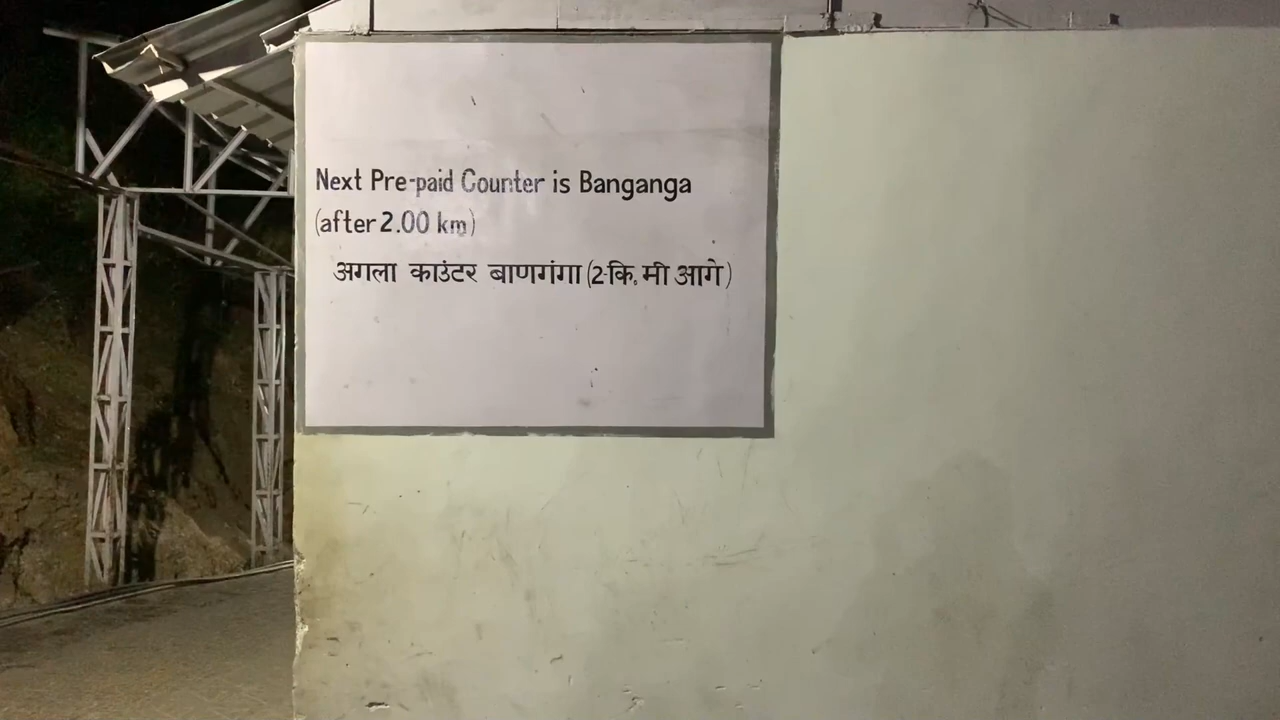 Next Pre-paid Counter is Banganga
(after 2.00 km)
अगला काउंटर बाणगंगा (2-कि. मी आगे)